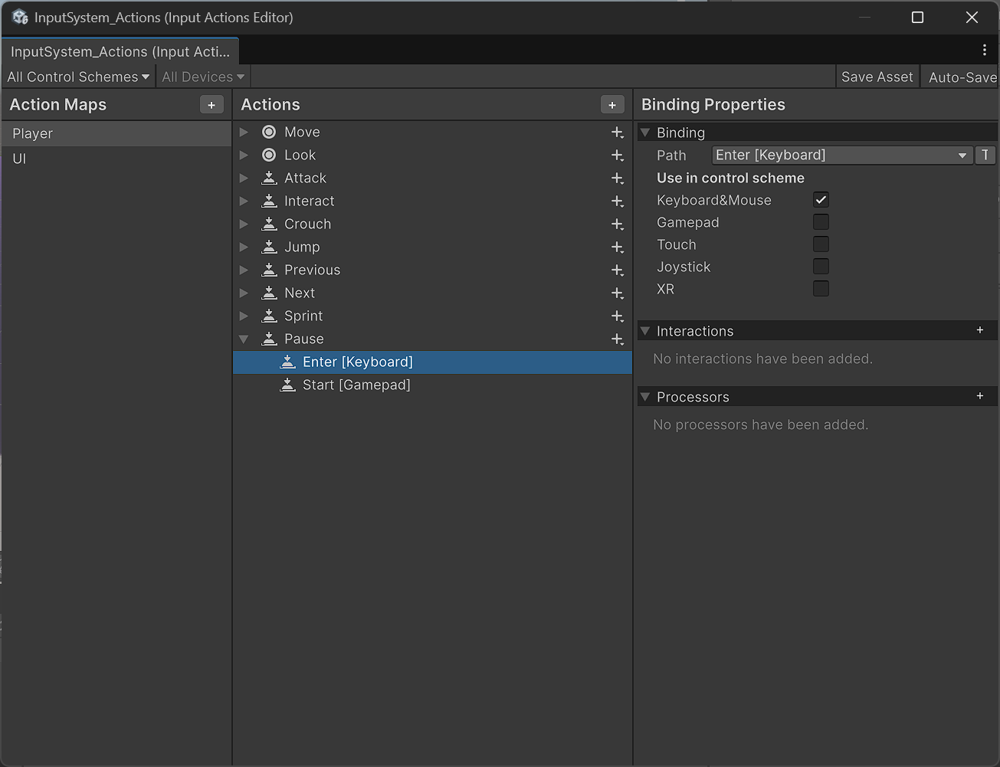 InputSystem_Actions (Input Actions Editor)
InputSystem_Actions (Input Acti...
All Control Schemes
All Devices
Save Asset
Auto-Save
Action Maps
+
Player
UI
Actions
+
Move
Look
Attack
Interact
Crouch
Jump
Previous
Next
Sprint
Pause
Enter [Keyboard]
Start [Gamepad]
Binding Properties
Binding
Path Enter [Keyboard] T
Use in control scheme
Keyboard&Mouse
Gamepad
Touch
Joystick
XR
Interactions +
No interactions have been added.
Processors +
No processors have been added.